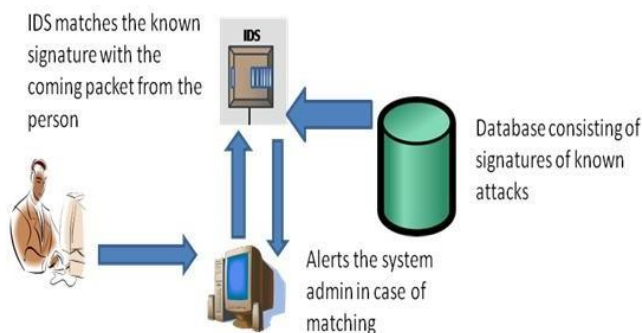 IDS matches the known
signature with the
coming packet from the
person
IDS
Database consisting of
signatures of known
attacks
Alerts the system
admin in case of
matching